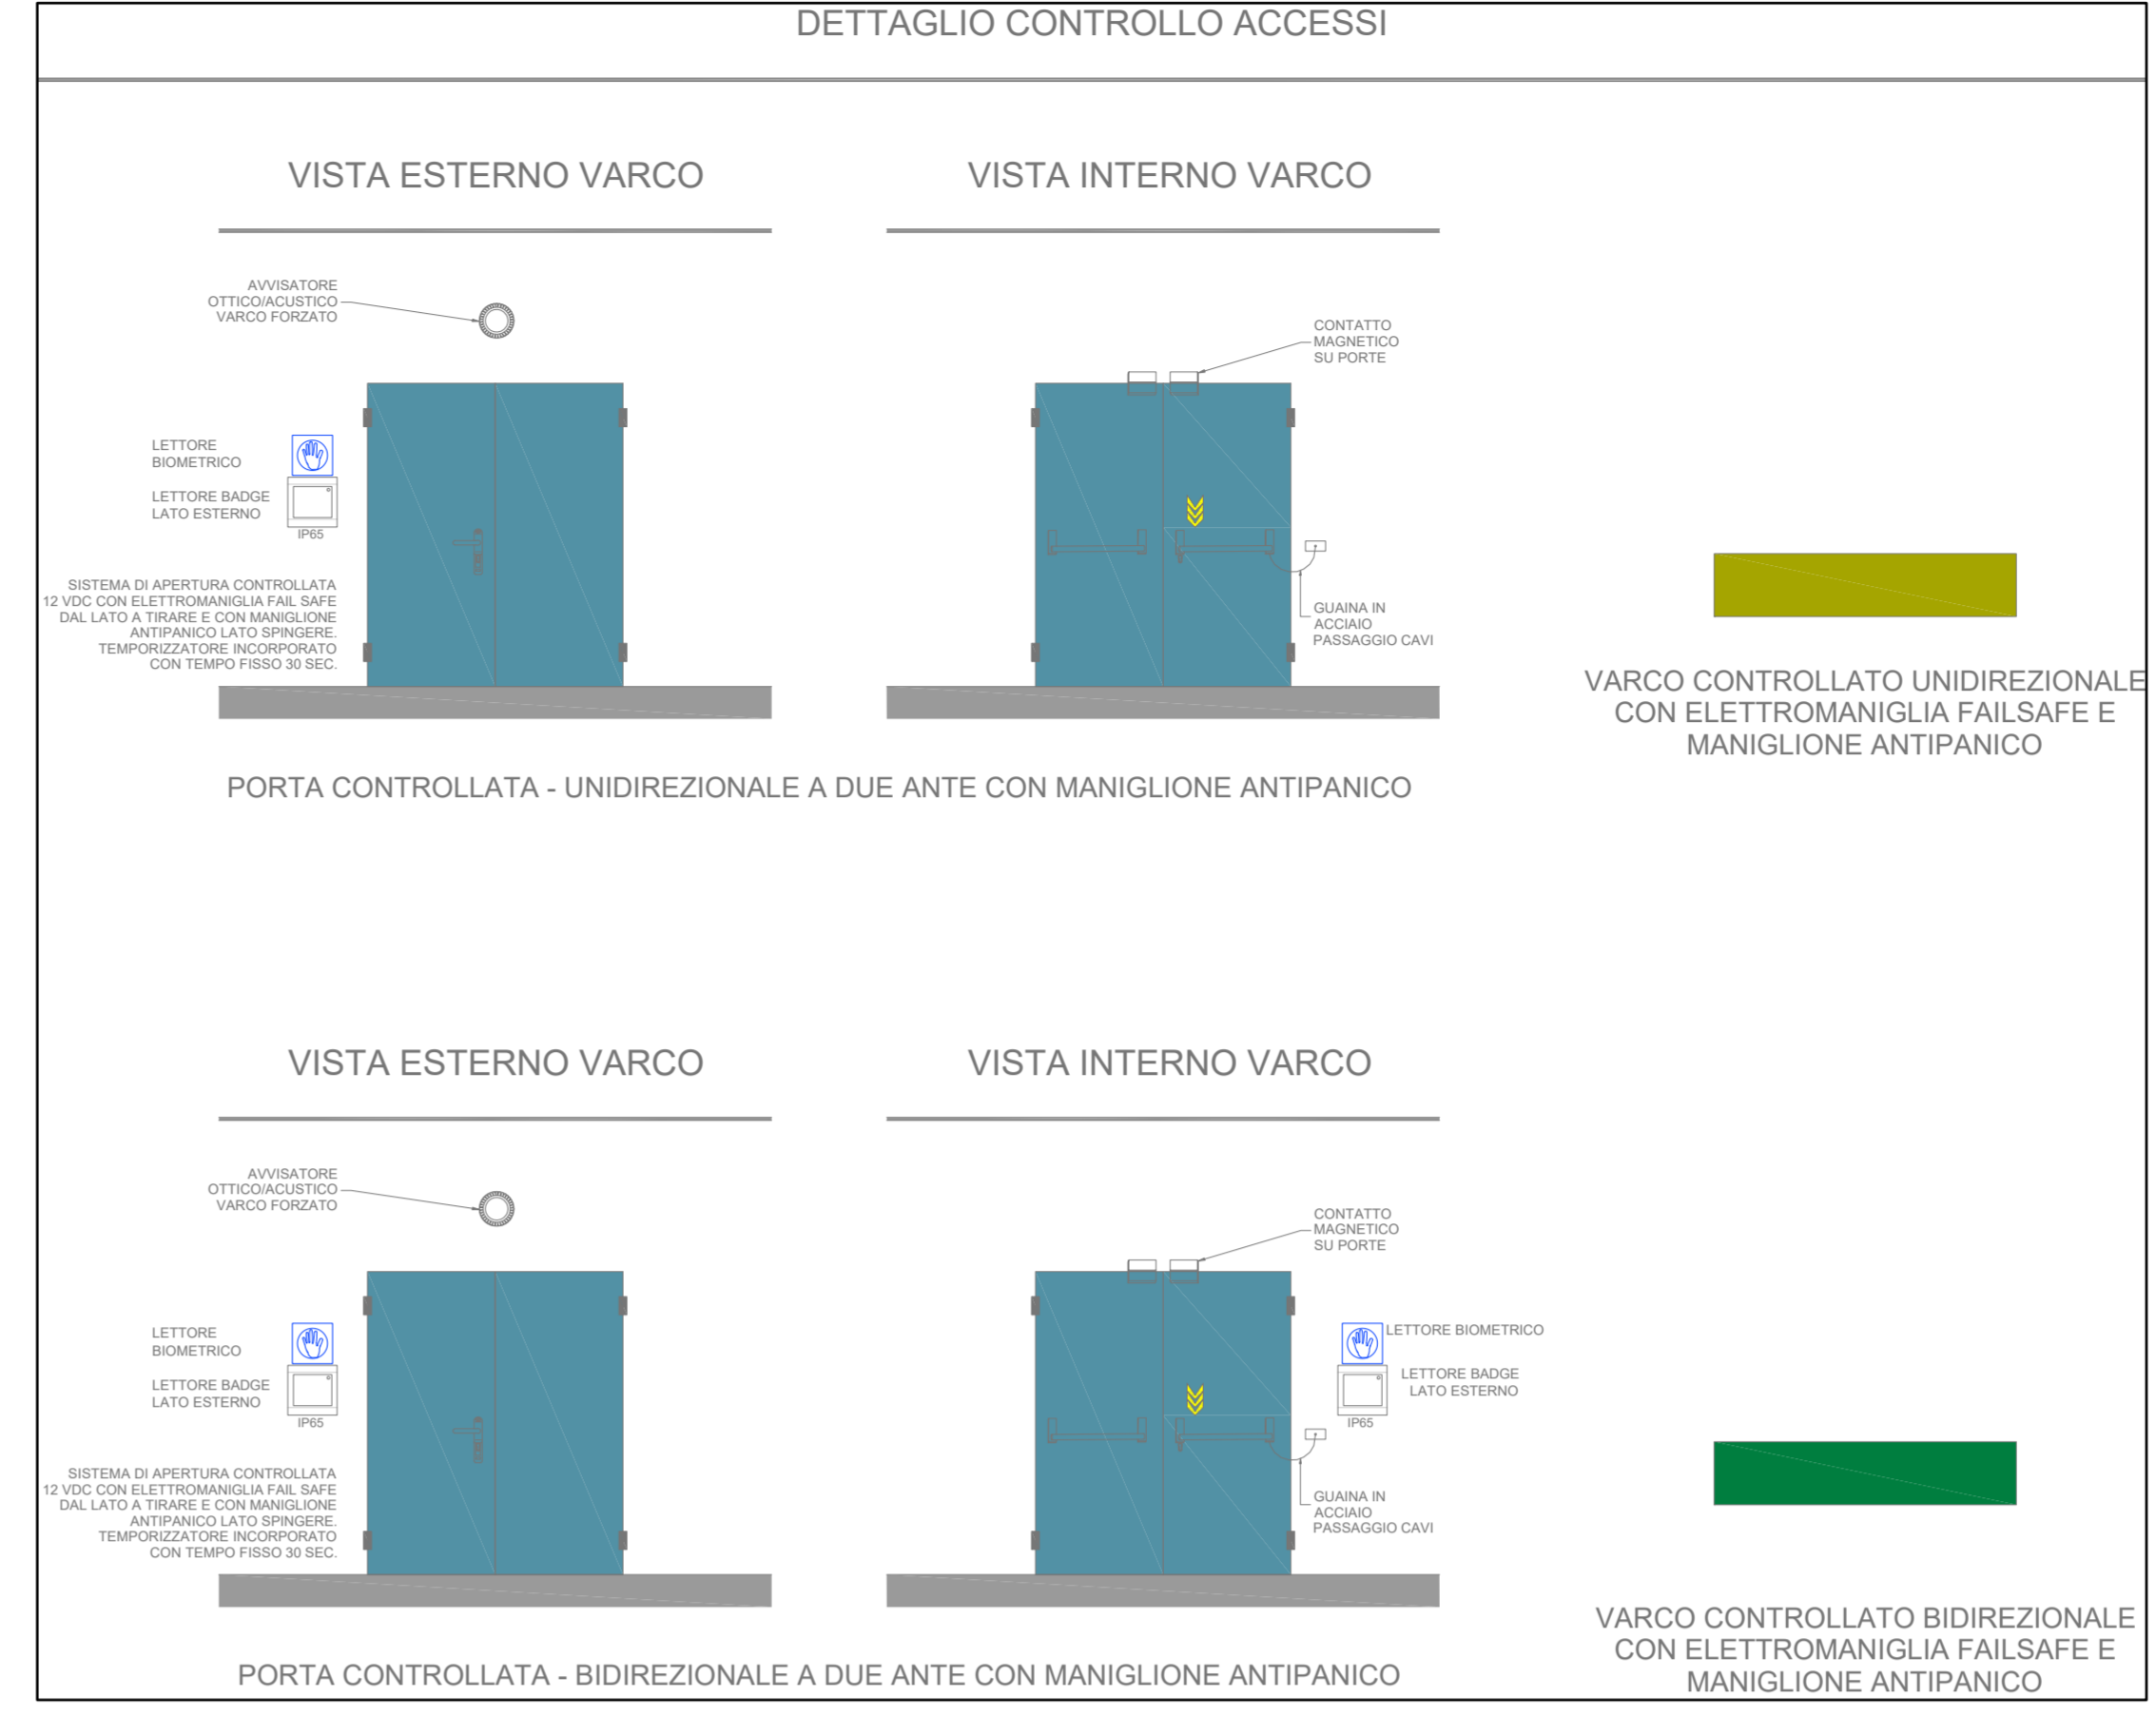 DETTAGLIO CONTROLLO ACCESSI
VISTA ESTERNO VARCO
VISTA INTERNO VARCO
AVVISATORE
OTTICO/ACUSTICO
VARCO FORZATO
CONTATTO
MAGNETICO
SU PORTE
LETTORE
BIOMETRICO
LETTORE BADGE
LATO ESTERNO
IP65
SISTEMA DI APERTURA CONTROLLATA
12 VDC CON ELETTROMANIGLIA FAIL SAFE
DAL LATO A TIRARE E CON MANIGLIONE
ANTIPANICO LATO SPINGERE.
TEMPORIZZATORE INCORPORATO
CON TEMPO FISSO 30 SEC.
GUAINA IN
ACCIAIO
PASSAGGIO CAVI
VARCO CONTROLLATO UNIDIREZIONALE
CON ELETTROMANIGLIA FAILSAFE E
MANIGLIONE ANTIPANICO
PORTA CONTROLLATA - UNIDIREZIONALE A DUE ANTE CON MANIGLIONE ANTIPANICO
VISTA ESTERNO VARCO
VISTA INTERNO VARCO
AVVISATORE
OTTICO/ACUSTICO
VARCO FORZATO
CONTATTO
MAGNETICO
SU PORTE
LETTORE
BIOMETRICO
LETTORE BADGE
LATO ESTERNO
IP65
LETTORE BIOMETRICO
LETTORE BADGE
LATO ESTERNO
IP65
SISTEMA DI APERTURA CONTROLLATA
12 VDC CON ELETTROMANIGLIA FAIL SAFE
DAL LATO A TIRARE E CON MANIGLIONE
ANTIPANICO LATO SPINGERE.
TEMPORIZZATORE INCORPORATO
CON TEMPO FISSO 30 SEC.
GUAINA IN
ACCIAIO
PASSAGGIO CAVI
VARCO CONTROLLATO BIDIREZIONALE
CON ELETTROMANIGLIA FAILSAFE E
MANIGLIONE ANTIPANICO
PORTA CONTROLLATA - BIDIREZIONALE A DUE ANTE CON MANIGLIONE ANTIPANICO